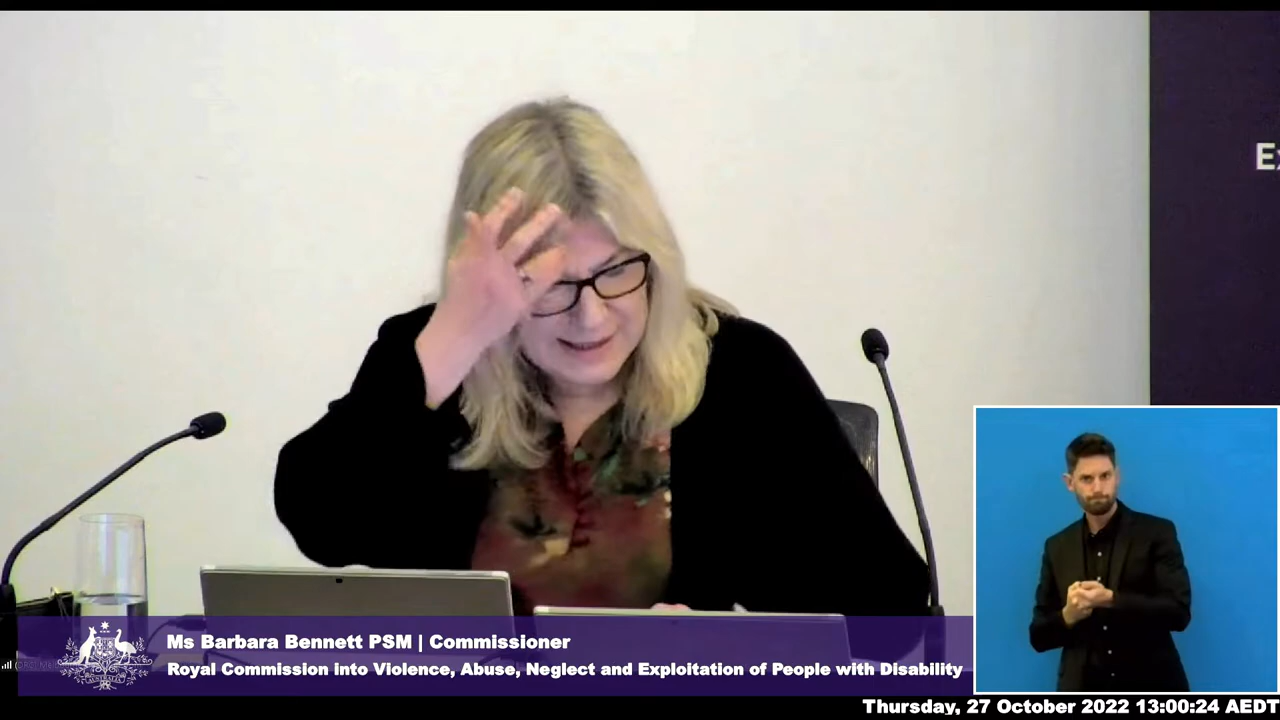 Ms Barbara Bennett PSM | Commissioner
Royal Commission into Violence, Abuse, Neglect and Exploitation of People with Disability
Thursday, 27 October 2022 13:00:24 AEDT